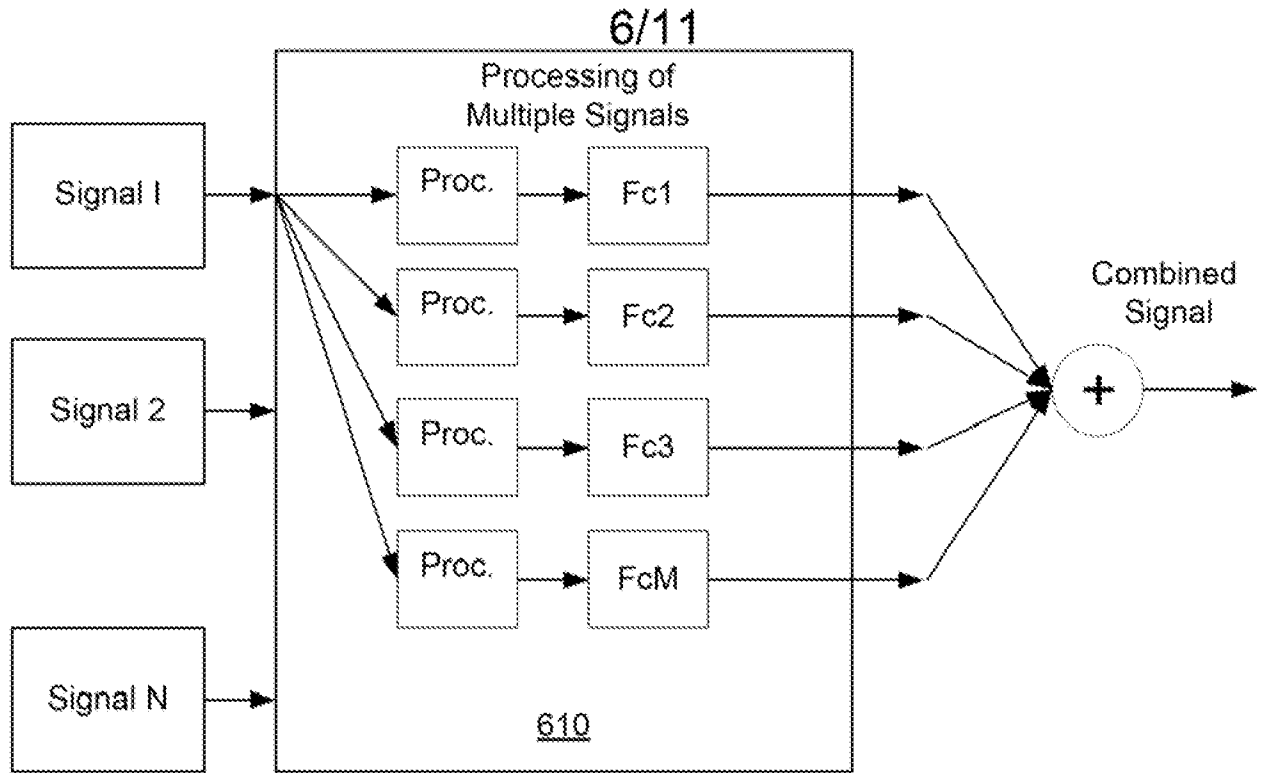 6/11
Processing of
Multiple Signals
Signal I
Proc.
Fc1
Proc.
Fc2
Combined
Signal
Signal 2
+
Proc.
Fc3
Proc.
FcM
Signal N
610